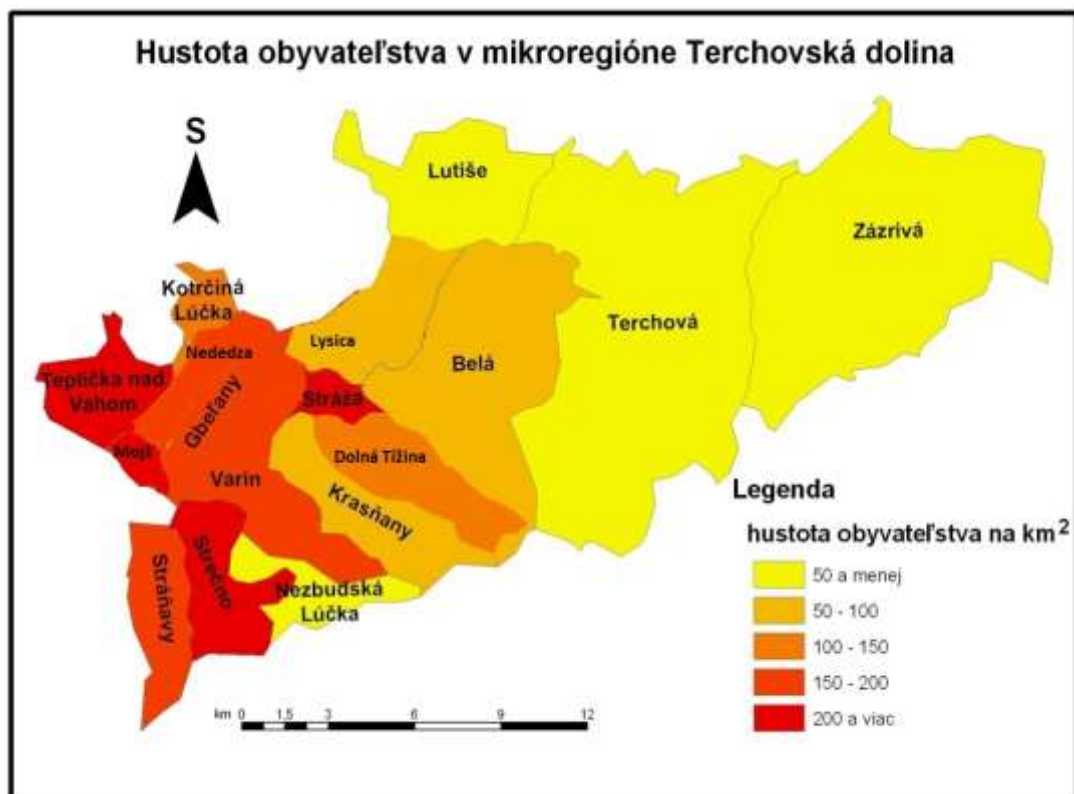 Hustota obyvateľstva v mikroregióne Terchovská dolina
S
Lutiše
Zázrivá
Kotrčiná
Lúčka
Terchová
Lysica
Nededza
Belá
Teplička nad
Váhom
Stráža
Gbeľany
Mojš
Dolná Tižina
Varín
Krasňany
Strečno
Stráňavy
Nezbudská
Lúčka
Legenda
hustota obyvateľstva na km²
50 a menej
50 - 100
100 - 150
150 - 200
200 a viac
km 0 1,5 3 6 9 12